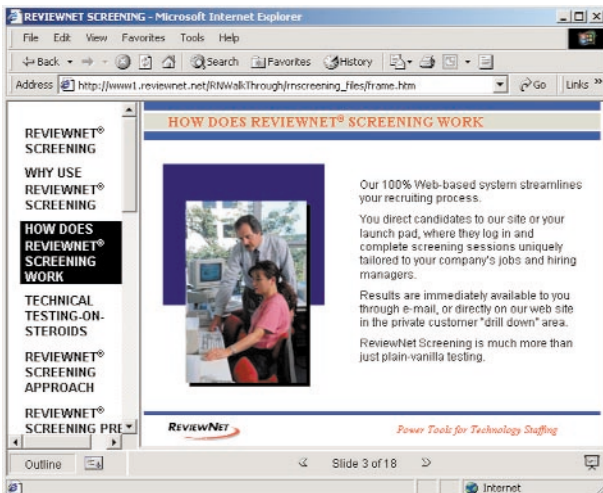 REVIEWNET SCREENING - Microsoft Internet Explorer
File Edit View Favorites Tools Help
Back Search Favorites History
Address http://www1.reviewnet.net/RNWalkThrough/rnscreening_files/frame.htm Go Links »
REVIEWNET®
SCREENING
WHY USE
REVIEWNET®
SCREENING
HOW DOES
REVIEWNET®
SCREENING
WORK
TECHNICAL
TESTING-ON-
STEROIDS
REVIEWNET®
SCREENING
APPROACH
REVIEWNET®
SCREENING PRE
HOW DOES REVIEWNET® SCREENING WORK
Our 100% Web-based system streamlines
your recruiting process.
You direct candidates to our site or your
launch pad, where they log in and
complete screening sessions uniquely
tailored to your company's jobs and hiring
managers.
Results are immediately available to you
through e-mail, or directly on our web site
in the private customer "drill down" area.
ReviewNet Screening is much more than
just plain-vanilla testing.
REVIEWNET
Power Tools for Technology Staffing
Outline Slide 3 of 18
Internet